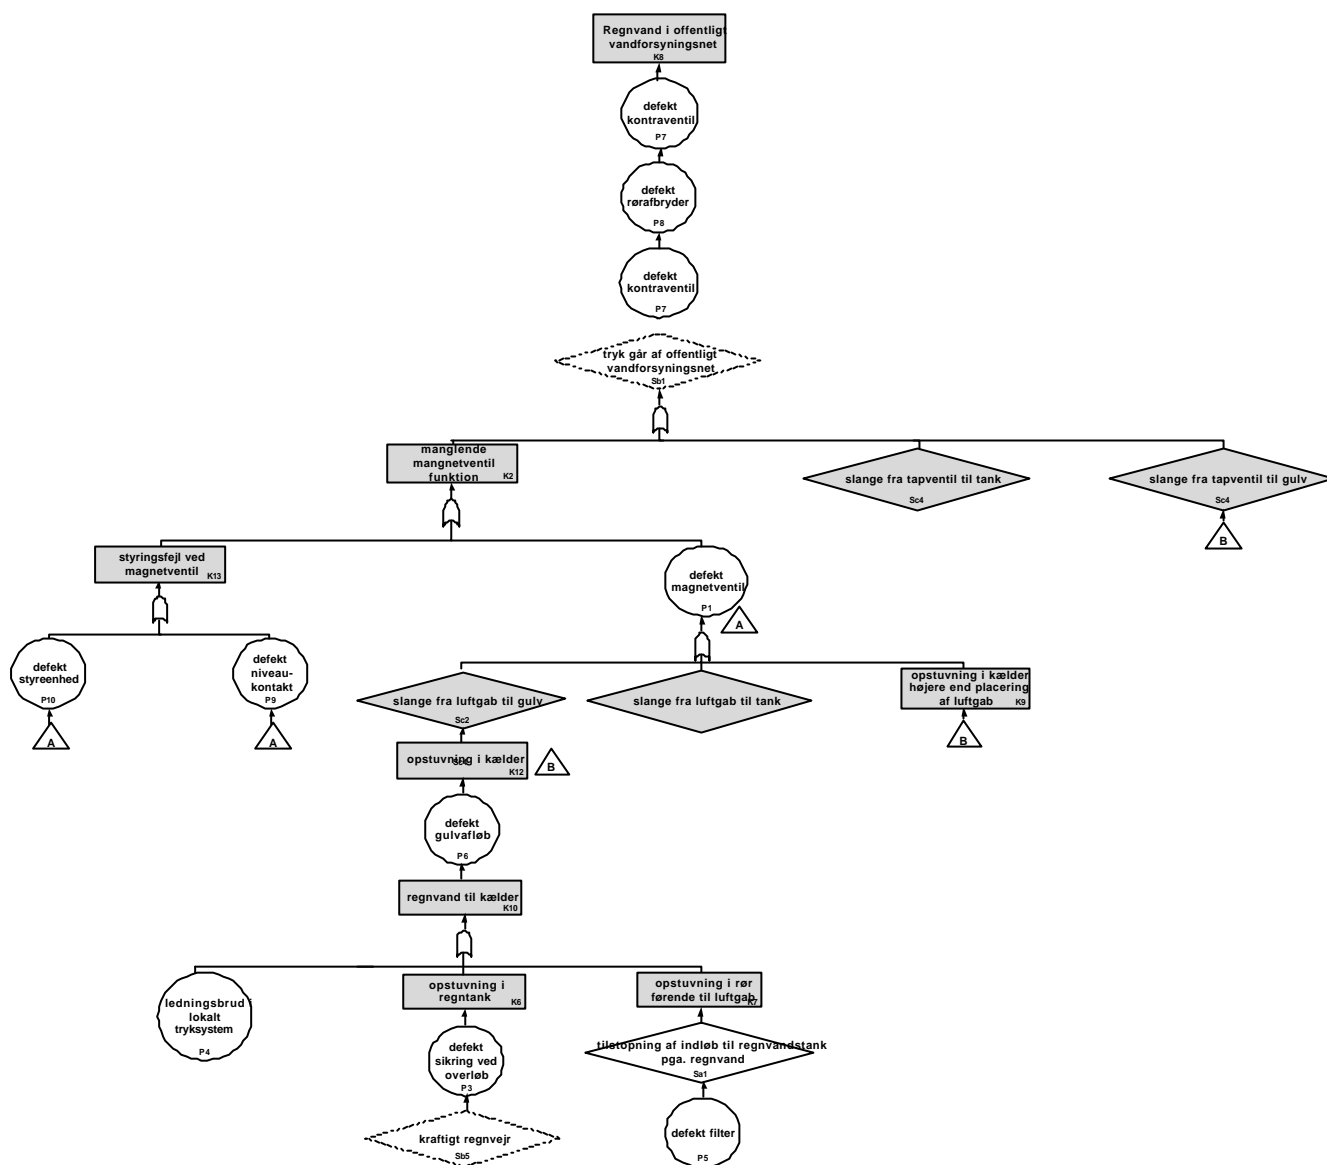 Regnvand i offentligt
vandforsyningsnet
K8
defekt
kontraventil
P7
defekt
rørafbryder
P8
defekt
kontraventil
P7
tryk går af offentligt
vandforsyningsnet
Sb1
manglende
mangnetventil
funktion
K2
slange fra tapventil til tank
Sc4
slange fra tapventil til gulv
Sc4
B
styringsfejl ved
magnetventil
K13
defekt
magnetventil
P1
A
defekt
styreenhed
P10
A
defekt
niveau-
kontakt
P9
A
slange fra luftgab til gulv
Sc2
slange fra luftgab til tank
opstuvning i kælder
højere end placering
af luftgab
K9
B
opstuvning i kælder
K12
B
defekt
gulvafløb
P6
regnvand til kælder
K10
ledningsbrud i
lokalt
tryksystem
P4
opstuvning i
regntank
K6
opstuvning i rør
førende til luftgab
K7
defekt
sikring ved
overløb
P3
tilstopning af indløb til regnvandstank
pga. regnvand
Sa1
kraftigt regnvejr
Sb5
defekt filter
P5